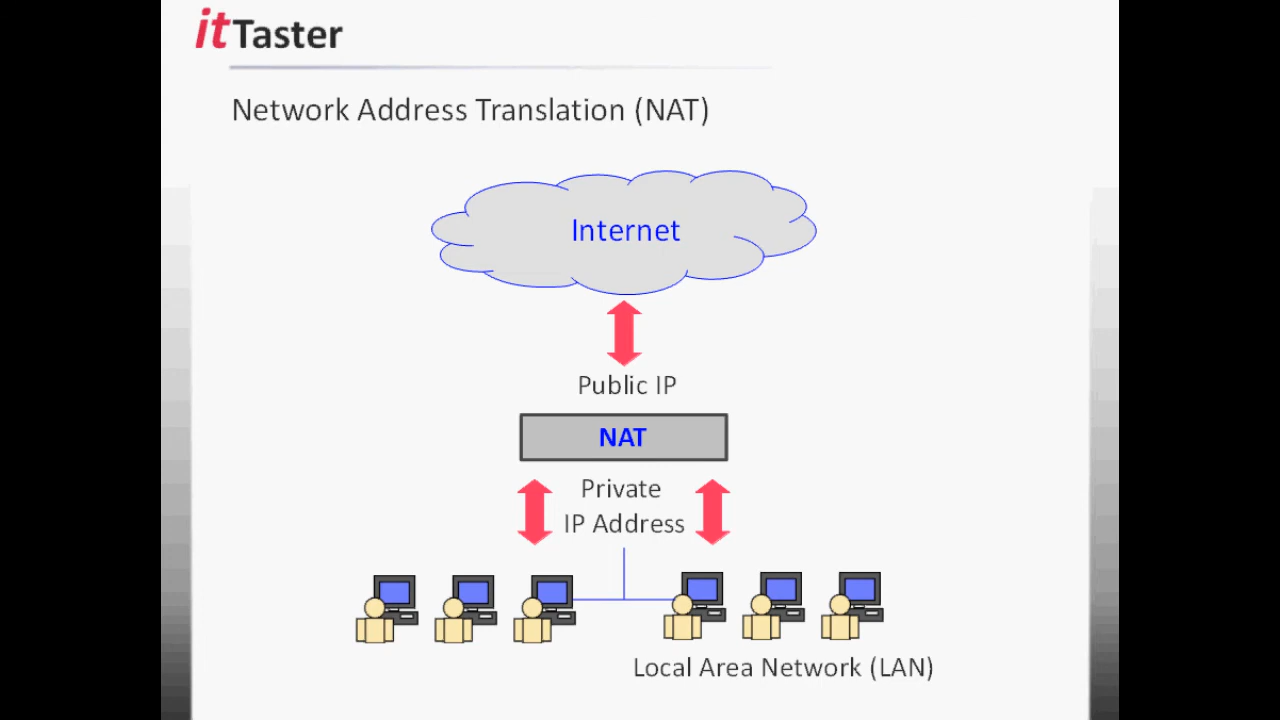 itTaster
Network Address Translation (NAT)
Internet
Public IP
NAT
Private
IP Address
Local Area Network (LAN)